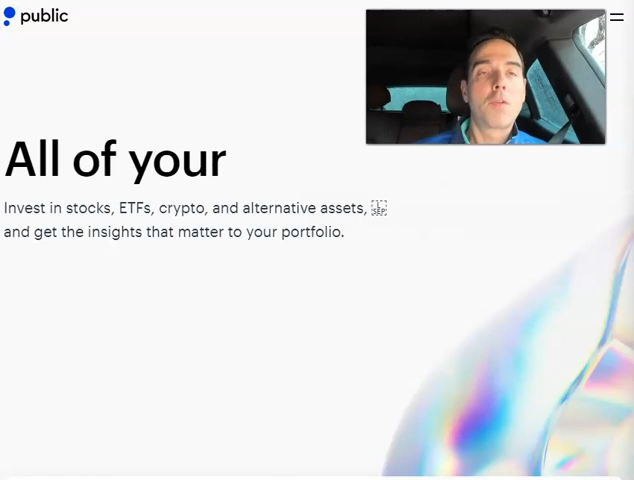 public
All of your
Invest in stocks, ETFs, crypto, and alternative assets,
and get the insights that matter to your portfolio.